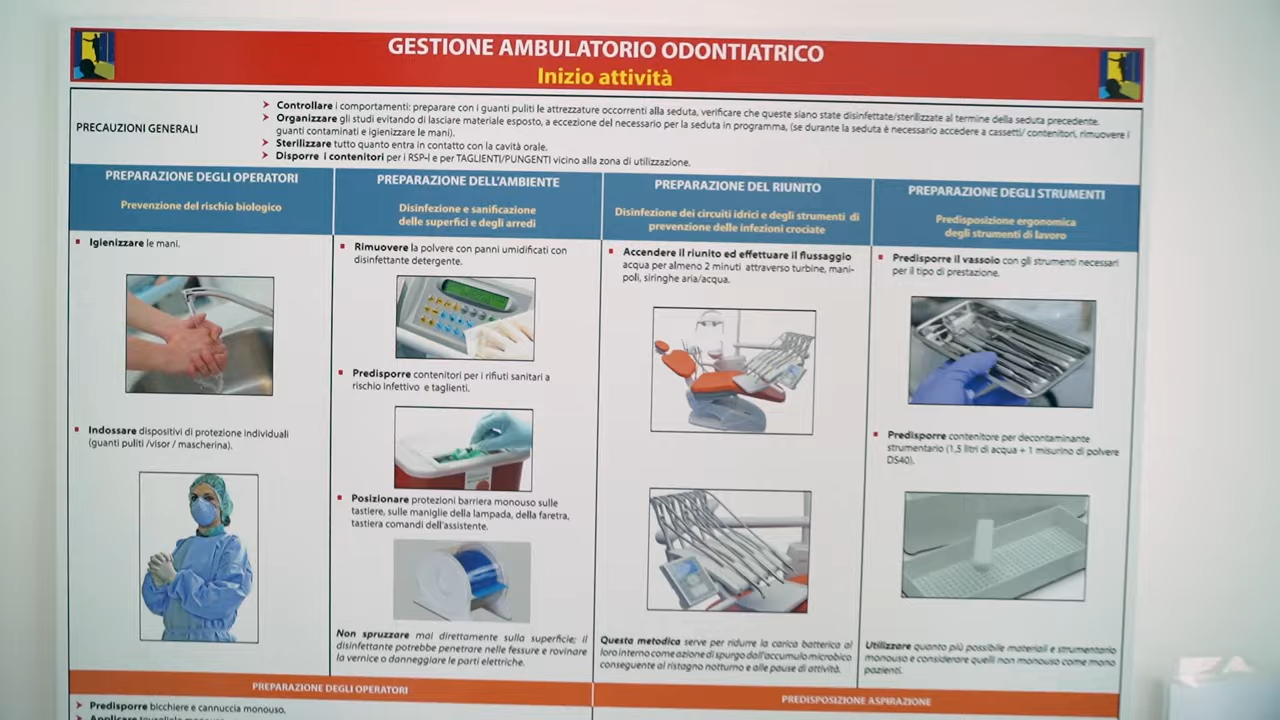 GESTIONE AMBULATORIO ODONTIATRICO
Inizio attività
PRECAUZIONI GENERALI
Controllare i comportamenti: preparare con i guanti puliti le attrezzature occorrenti alla seduta, verificare che queste siano state disinfettate/sterilizzate al termine della seduta precedente.
Organizzare gli studi evitando di lasciare materiale esposto, a eccezione del necessario per la seduta in programma, (se durante la seduta è necessario accedere a cassetti/ contenitori, rimuovere i
guanti contaminati e igienizzare le mani).
Sterilizzare tutto quanto entra in contatto con la cavità orale.
Disporre i contenitori per i RSP-I e per TAGLIENTI/PUNGENTI vicino alla zona di utilizzazione.
PREPARAZIONE DEGLI OPERATORI
Prevenzione del rischio biologico
Igienizzare le mani.
Indossare dispositivi di protezione individuali
(guanti puliti /visor / mascherina).
PREPARAZIONE DELL'AMBIENTE
Disinfezione e sanificazione
delle superfici e degli arredi
Rimuovere la polvere con panni umidificati con
disinfettante detergente.
Predisporre contenitori per i rifiuti sanitari a
rischio infettivo e taglienti.
Posizionare protezioni barriera monouso sulle
tastiere, sulle maniglie della lampada, della faretra,
tastiera comandi dell'assistente.
Non spruzzare mai direttamente sulla superficie; il
disinfettante potrebbe penetrare nelle fessure e rovinare
la vernice o danneggiare le parti elettriche.
PREPARAZIONE DEL RIUNITO
Disinfezione dei circuiti idrici e degli strumenti di
prevenzione delle infezioni crociate
Accendere il riunito ed effettuare il flussaggio
acqua per almeno 2 minuti attraverso turbine, mani-
poli, siringhe aria/acqua.
Questa metodica serve per ridurre la carica batterica al
loro interno come azione di spurgo dall'accumulo microbico
conseguente al ristagno notturno e alle pause di attività.
PREPARAZIONE DEGLI STRUMENTI
Predisposizione ergonomica
degli strumenti di lavoro
Predisporre il vassoio con gli strumenti necessari
per il tipo di prestazione.
Predisporre contenitore per decontaminante
strumentario (1,5 litri di acqua + 1 misurino di polvere
DS40).
Utilizzare quanto più possibile materiali e strumentario
monouso e considerare quelli non monouso come mono
pazienti.
PREPARAZIONE DEGLI OPERATORI
Predisporre bicchiere e cannuccia monouso.
Applicare
PREDISPOSIZIONE ASPIRAZIONE